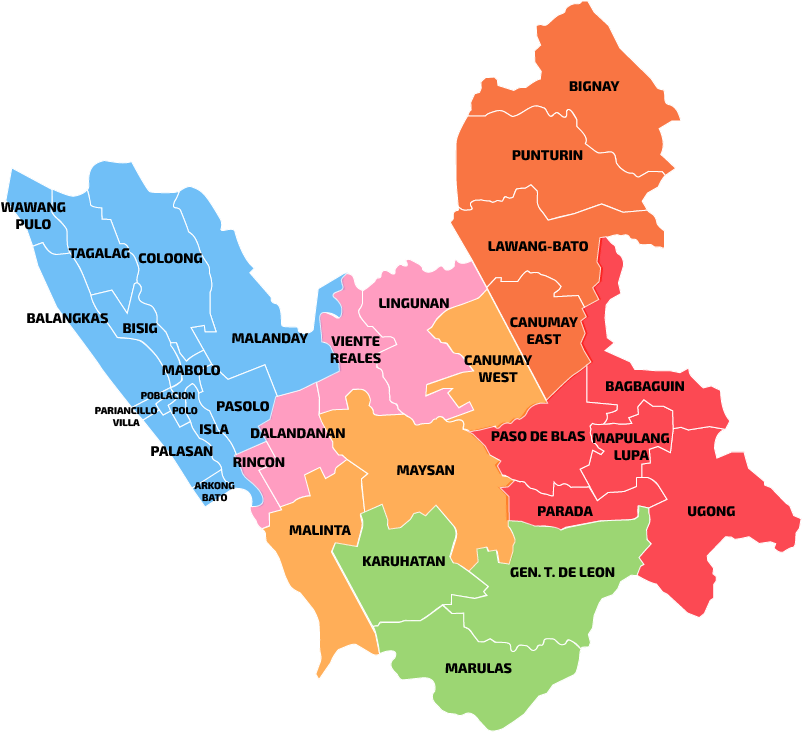 BIGNAY
PUNTURIN
WAWANG
PULO
LAWANG-BATO
TAGALAG
COLOONG
LINGUNAN
BALANGKAS
BISIG
CANUMAY
EAST
MALANDAY
VIENTE
REALES
CANUMAY
WEST
MABOLO
BAGBAGUIN
POBLACION
PARIANCILLO
VILLA
POLO
PASOLO
ISLA
DALANDANAN
PASO DE BLAS
MAPULANG
LUPA
PALASAN
RINCON
MAYSAN
ARKONG
BATO
PARADA
UGONG
MALINTA
KARUHATAN
GEN. T. DE LEON
MARULAS